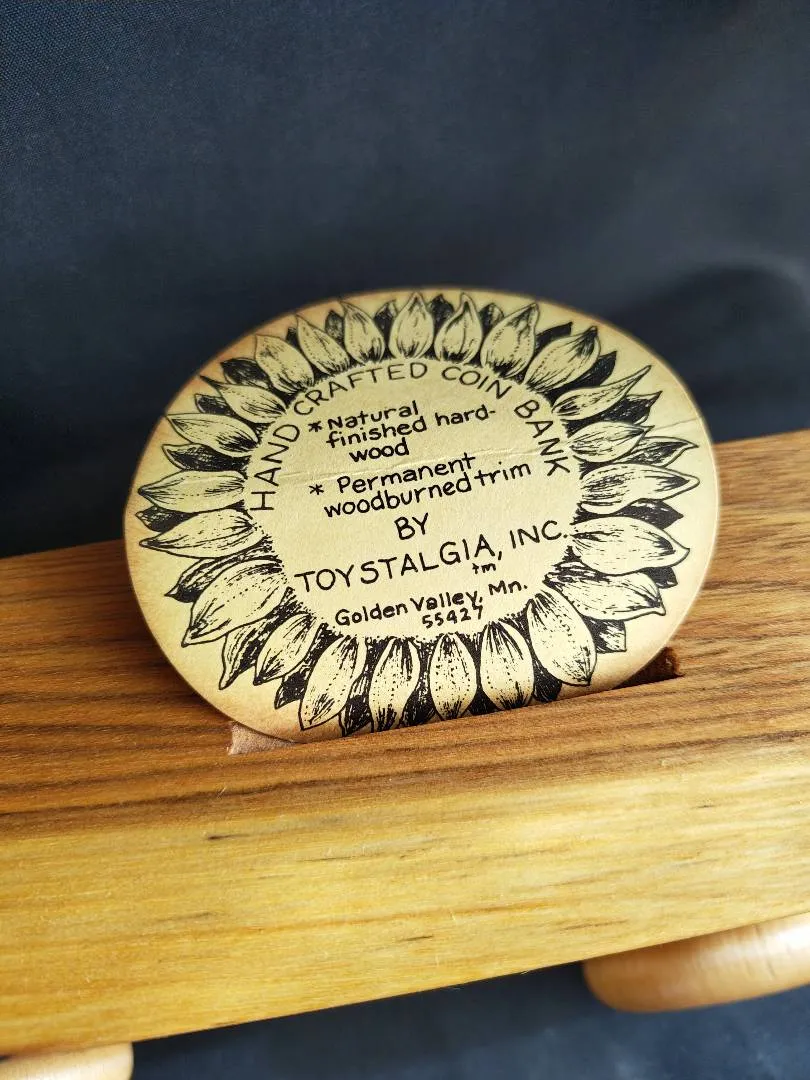 HAND CRAFTED COIN BANK
* Natural
finished hard-
wood
* Permanent
woodburned trim
BY
TOYSTALGIA, INC.
tm
Golden Valley, Mn.
55427